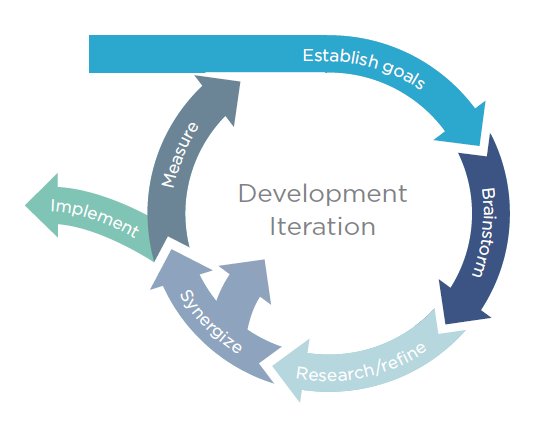 Establish goals
Brainstorm
Research/refine
Synergize
Implement
Measure
Development
Iteration